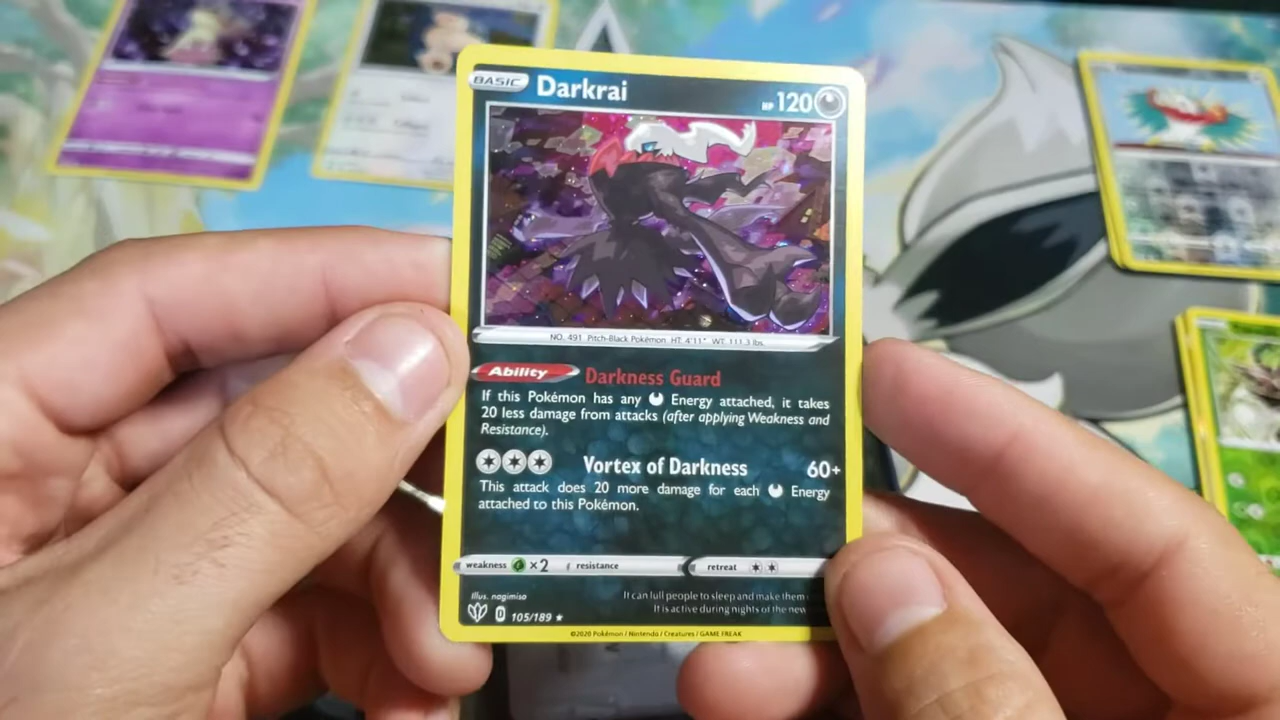 BASIC Darkrai HP 120
NO. 491 Pitch-Black Pokémon HT: 4'11" WT: 111.3 lbs.
Ability Darkness Guard
If this Pokémon has any Energy attached, it takes
20 less damage from attacks (after applying Weakness and
Resistance).
Vortex of Darkness 60+
This attack does 20 more damage for each Energy
attached to this Pokémon.
weakness ×2 resistance retreat
Illus. nagimiso
It can lull people to sleep and make them
It is active during nights of the new
D 105/189 ★
©2020 Pokémon / Nintendo / Creatures / GAME FREAK